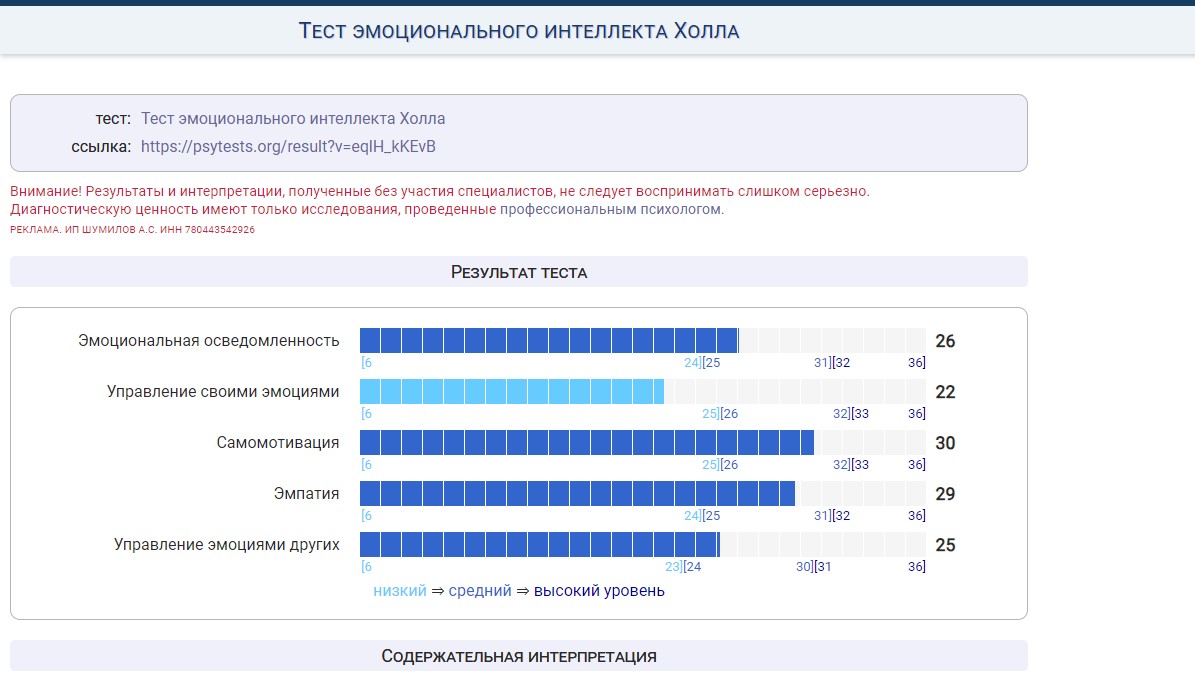 Тест эмоционального интеллекта Холла
тест: Тест эмоционального интеллекта Холла
ссылка: https://psytests.org/result?v=eqlH_kKEvB
Внимание! Результаты и интерпретации, полученные без участия специалистов, не следует воспринимать слишком серьезно.
Диагностическую ценность имеют только исследования, проведенные профессиональным психологом.
РЕКЛАМА. ИП ШУМИЛОВ А.С. ИНН 780443542926
Результат теста
Эмоциональная осведомленность 26
[6 24][25 31][32 36]
Управление своими эмоциями 22
[6 25][26 32][33 36]
Самомотивация 30
[6 25][26 32][33 36]
Эмпатия 29
[6 24][25 31][32 36]
Управление эмоциями других 25
[6 23][24 30][31 36]
низкий ⇒ средний ⇒ высокий уровень
Содержательная интерпретация